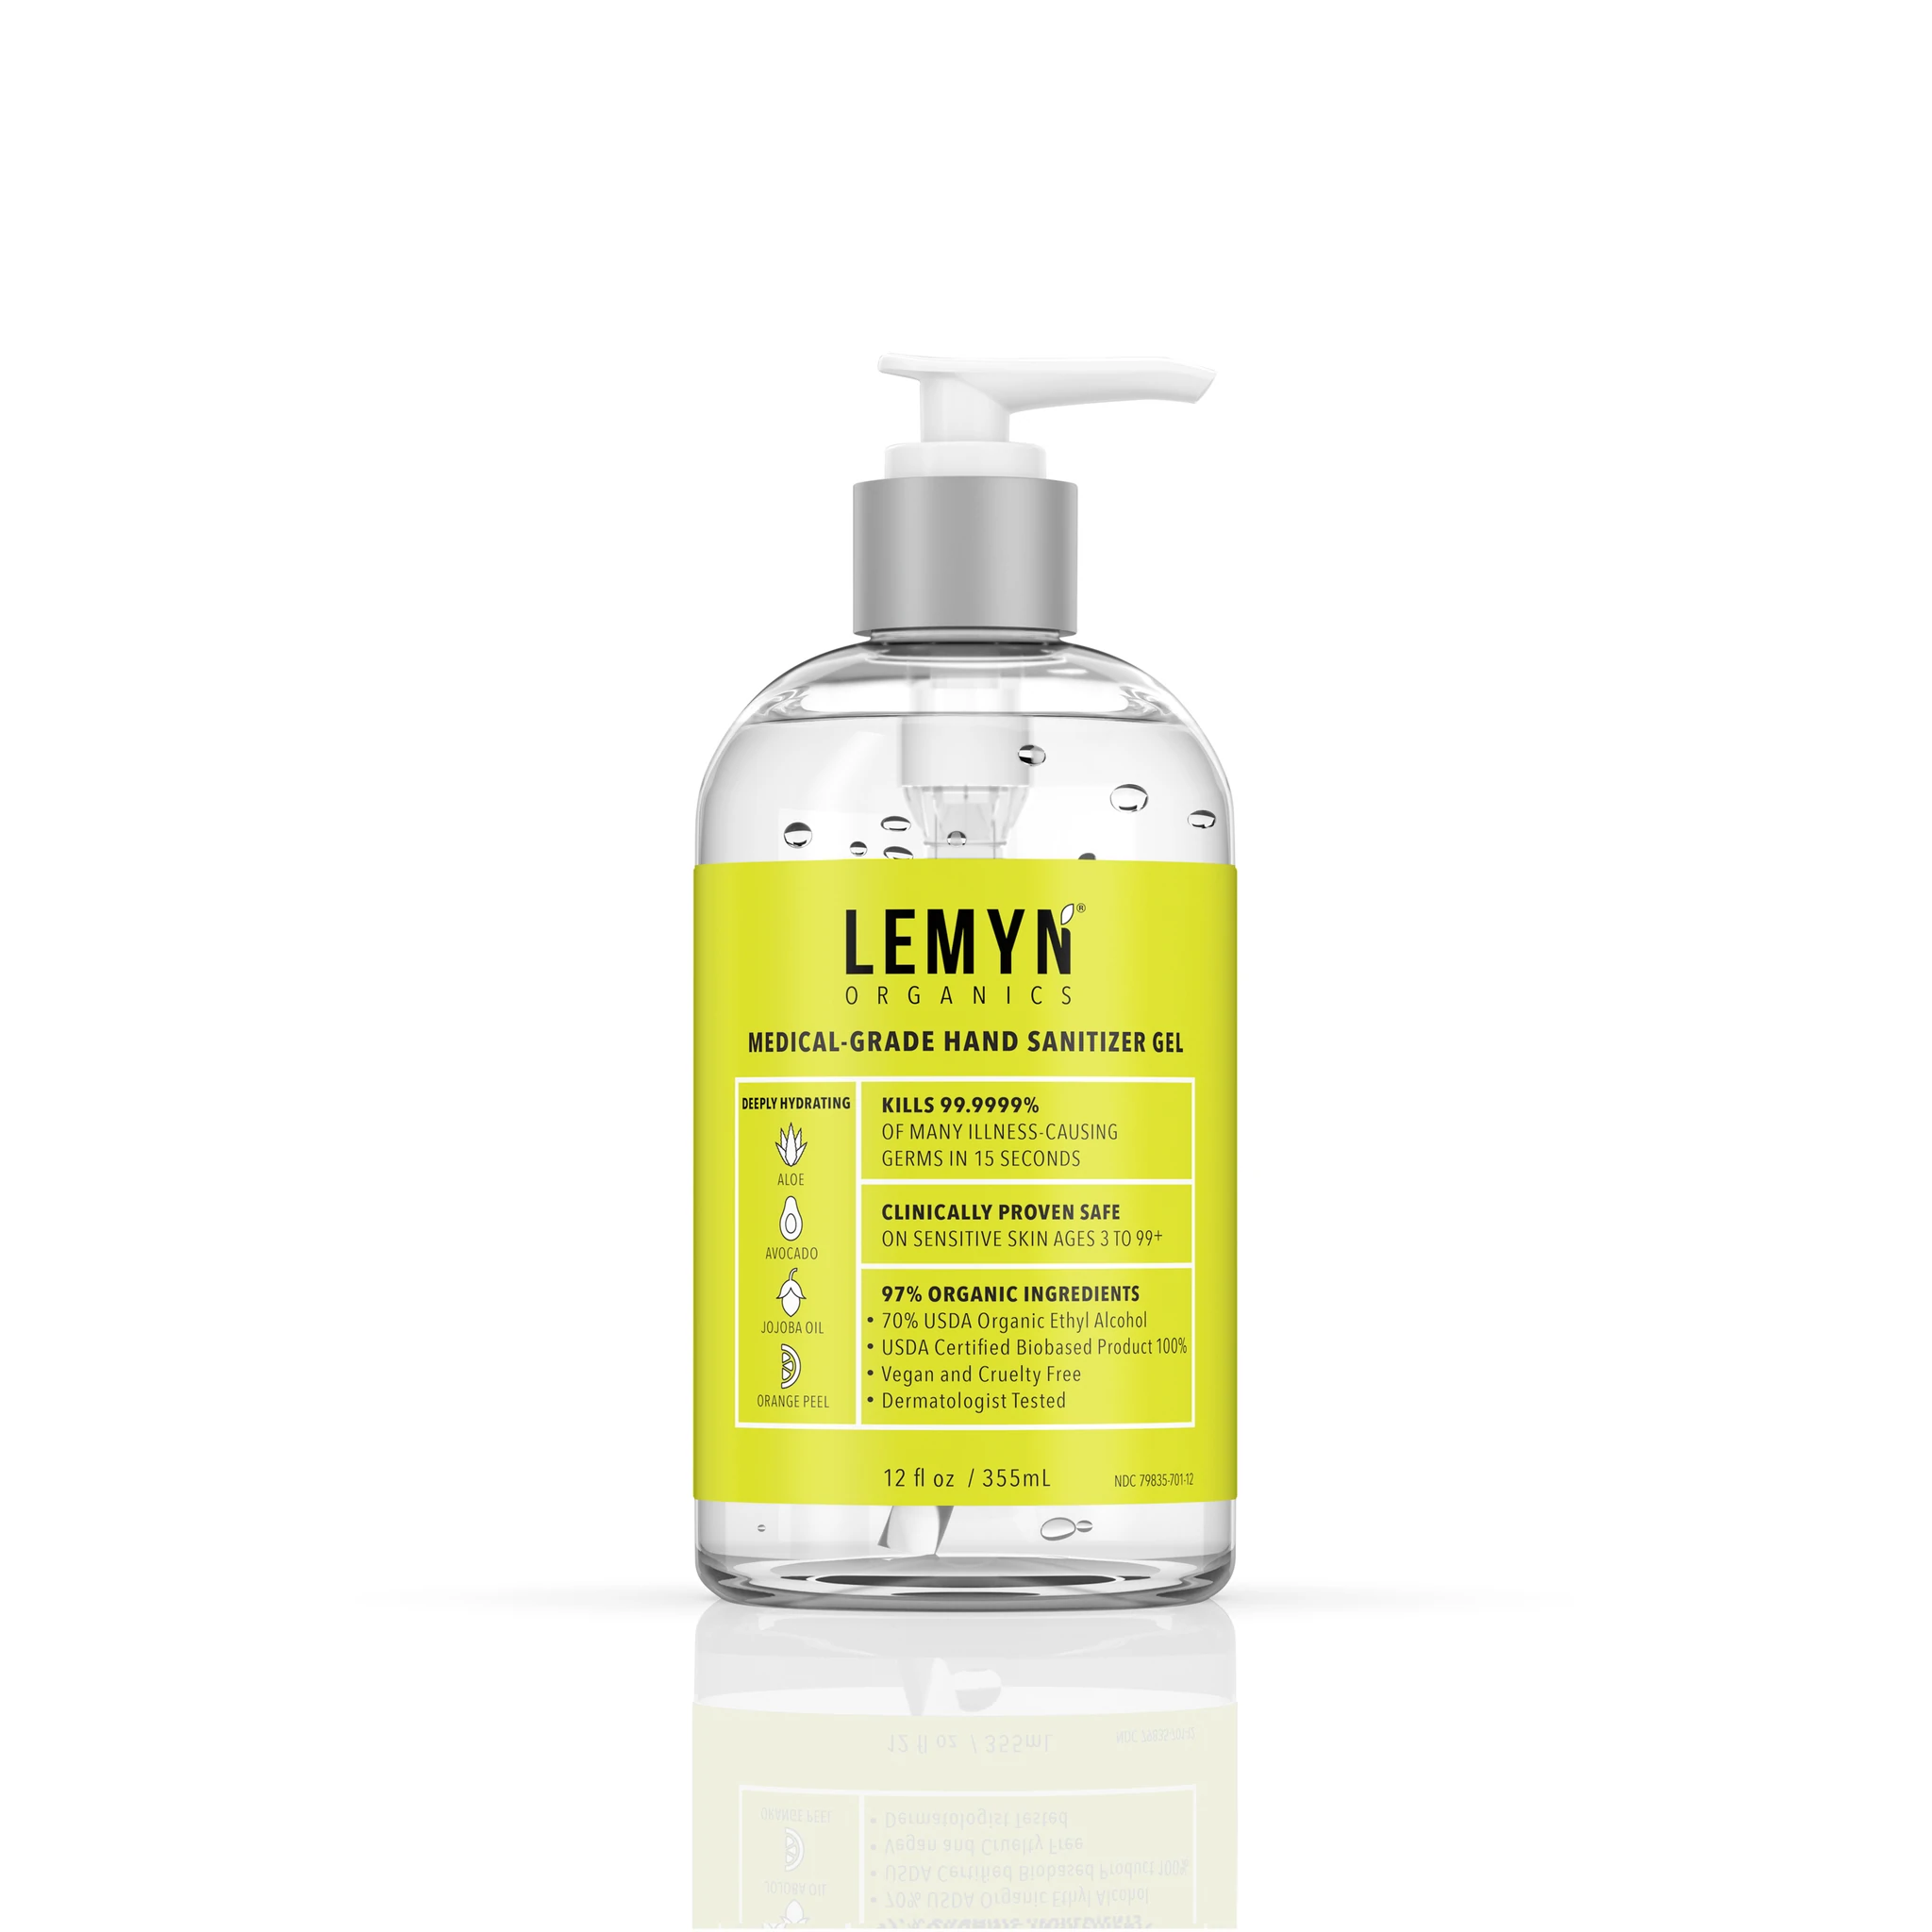 LEMYN®
ORGANICS
MEDICAL-GRADE HAND SANITIZER GEL
DEEPLY HYDRATING
ALOE
AVOCADO
JOJOBA OIL
ORANGE PEEL
KILLS 99.9999%
OF MANY ILLNESS-CAUSING
GERMS IN 15 SECONDS
CLINICALLY PROVEN SAFE
ON SENSITIVE SKIN AGES 3 TO 99+
97% ORGANIC INGREDIENTS
• 70% USDA Organic Ethyl Alcohol
• USDA Certified Biobased Product 100%
• Vegan and Cruelty Free
• Dermatologist Tested
12 fl oz / 355mL
NDC 79835-701-12